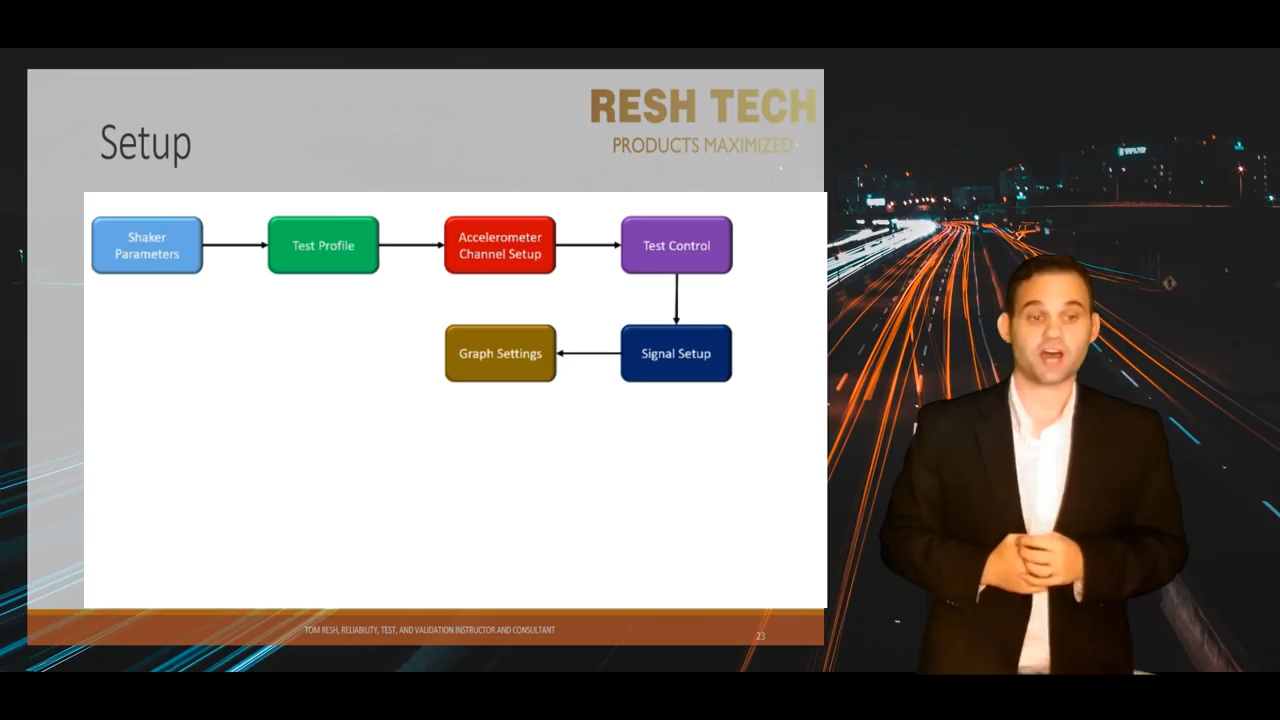 RESH TECH
PRODUCTS MAXIMIZED
Setup
Shaker
Parameters
Test Profile
Accelerometer
Channel Setup
Test Control
Graph Settings
Signal Setup
TOM RESH, RELIABILITY, TEST, AND VALIDATION INSTRUCTOR AND CONSULTANT
23